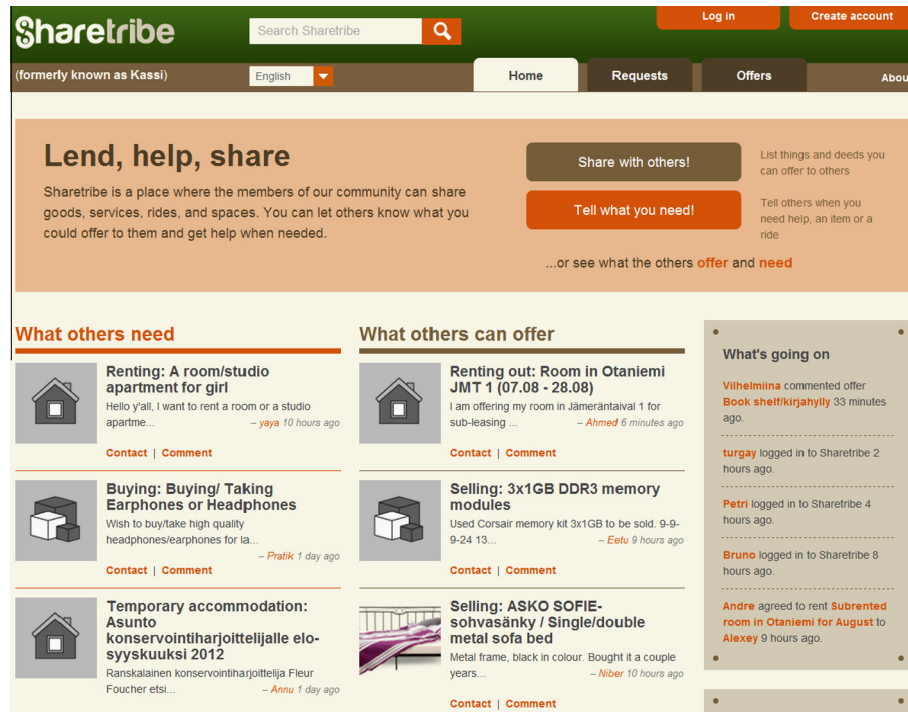 Sharetribe
Search Sharetribe
Log in
Create account
(formerly known as Kassi)
English
Home
Requests
Offers
Abou
Lend, help, share
Sharetribe is a place where the members of our community can share
goods, services, rides, and spaces. You can let others know what you
could offer to them and get help when needed.
Share with others!
List things and deeds you
can offer to others
Tell what you need!
Tell others when you
need help, an item or a
ride
...or see what the others offer and need
What others need
Renting: A room/studio
apartment for girl
Hello y'all, I want to rent a room or a studio
apartme... – yaya 10 hours ago
Contact | Comment
Buying: Buying/ Taking
Earphones or Headphones
Wish to buy/take high quality
headphones/earphones for la...
– Pratik 1 day ago
Contact | Comment
Temporary accommodation:
Asunto
konservointiharjoittelijalle elo-
syyskuuksi 2012
Ranskalainen konservointiharjoittelija Fleur
Foucher etsi... – Annu 1 day ago
What others can offer
Renting out: Room in Otaniemi
JMT 1 (07.08 - 28.08)
I am offering my room in Jämeräntaival 1 for
sub-leasing ... – Ahmed 6 minutes ago
Contact | Comment
Selling: 3x1GB DDR3 memory
modules
Used Corsair memory kit 3x1GB to be sold. 9-9-
9-24 13... – Eetu 9 hours ago
Contact | Comment
Selling: ASKO SOFIE-
sohvasänky / Single/double
metal sofa bed
Metal frame, black in colour. Bought it a couple
years... – Niber 10 hours ago
Contact | Comment
What's going on
Vilhelmiina commented offer
Book shelf/kirjahylly 33 minutes
ago.
turgay logged in to Sharetribe 2
hours ago.
Petri logged in to Sharetribe 4
hours ago.
Bruno logged in to Sharetribe 8
hours ago.
Andre agreed to rent Subrented
room in Otaniemi for August to
Alexey 9 hours ago.